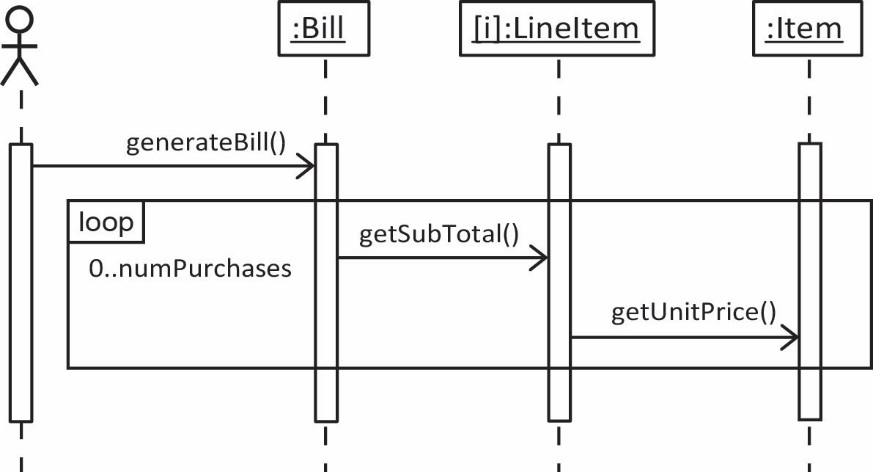 :Bill
[i]:LineItem
:Item
generateBill()
loop
getSubTotal()
0..numPurchases
getUnitPrice()